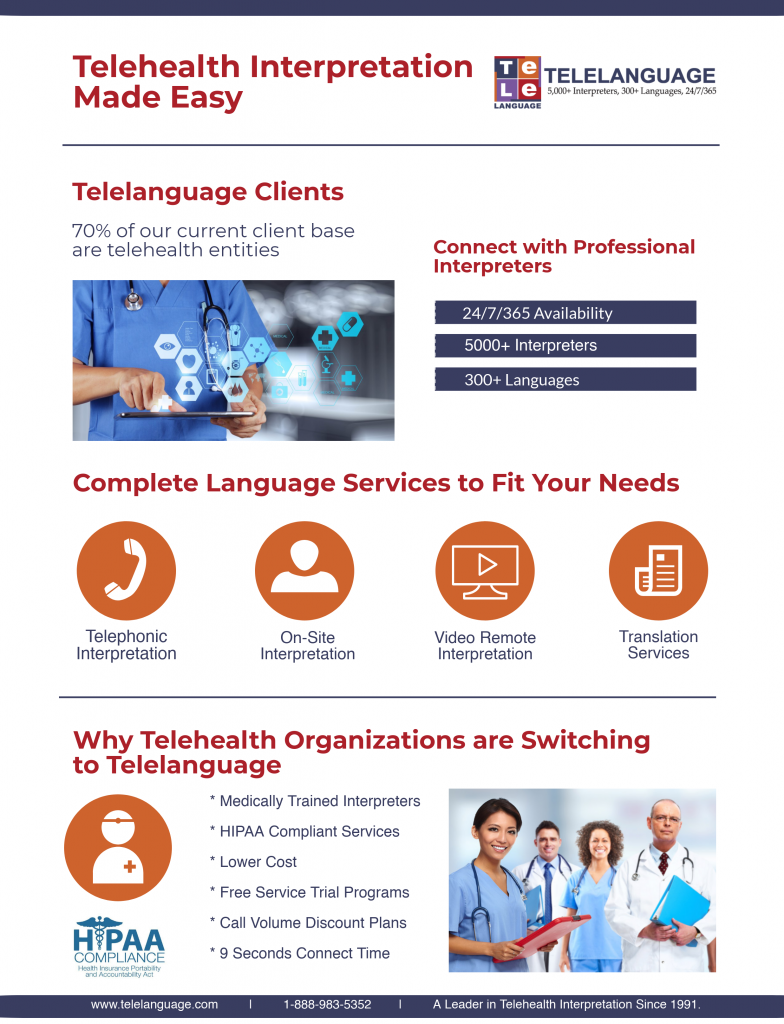 Telehealth Interpretation
Made Easy
Te
Le
LANGUAGE
TELELANGUAGE
5,000+ Interpreters, 300+ Languages, 24/7/365
Telelanguage Clients
70% of our current client base
are telehealth entities
Connect with Professional
Interpreters
24/7/365 Availability
5000+ Interpreters
300+ Languages
Complete Language Services to Fit Your Needs
Telephonic
Interpretation
On-Site
Interpretation
Video Remote
Interpretation
Translation
Services
Why Telehealth Organizations are Switching
to Telelanguage
* Medically Trained Interpreters
* HIPAA Compliant Services
* Lower Cost
* Free Service Trial Programs
* Call Volume Discount Plans
* 9 Seconds Connect Time
HIPAA
COMPLIANCE
Health Insurance Portability
and Accountability Act
www.telelanguage.com | 1-888-983-5352 | A Leader in Telehealth Interpretation Since 1991.